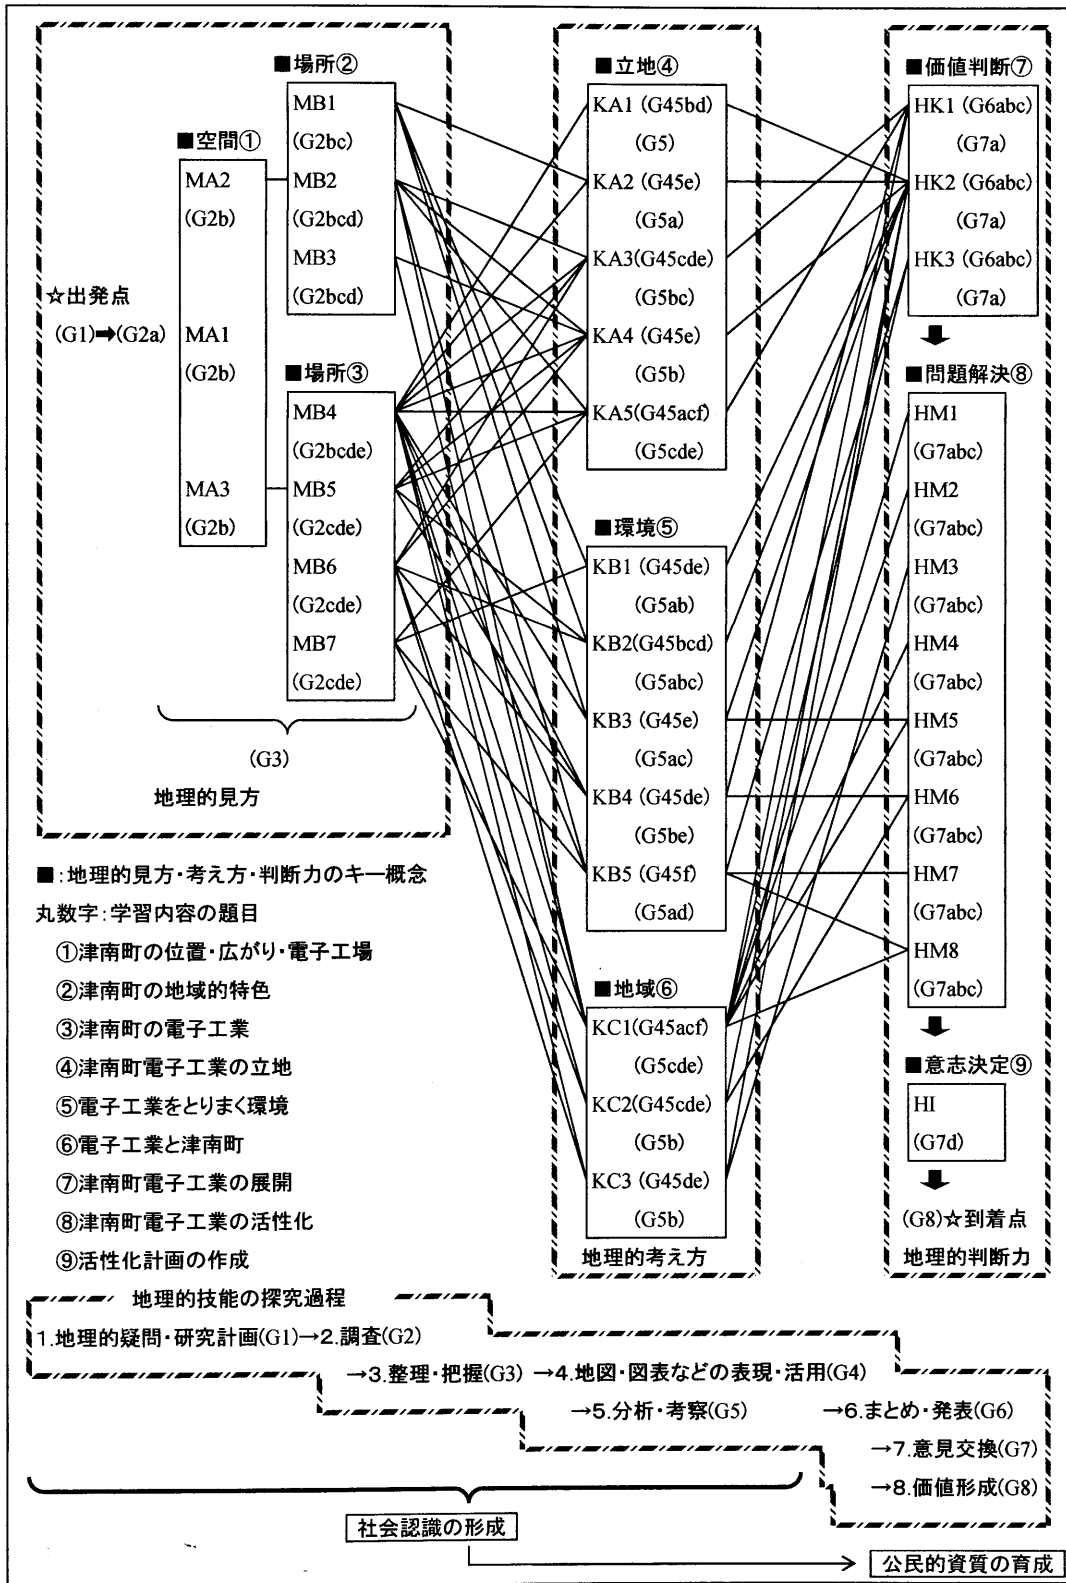 ☆出発点
(G1)➡(G2a)
■空間①
MA2
(G2b)
MA1
(G2b)
MA3
(G2b)
■場所②
MB1
(G2bc)
MB2
(G2bcd)
MB3
(G2bcd)
■場所③
MB4
(G2bcde)
MB5
(G2cde)
MB6
(G2cde)
MB7
(G2cde)
(G3)
地理的見方
■立地④
KA1 (G45bd)
(G5)
KA2 (G45e)
(G5a)
KA3(G45cde)
(G5bc)
KA4 (G45e)
(G5b)
KA5(G45acf)
(G5cde)
■環境⑤
KB1 (G45de)
(G5ab)
KB2(G45bcd)
(G5abc)
KB3 (G45e)
(G5ac)
KB4 (G45de)
(G5be)
KB5 (G45f)
(G5ad)
■地域⑥
KC1(G45acf)
(G5cde)
KC2(G45cde)
(G5b)
KC3 (G45de)
(G5b)
地理的考え方
■価値判断⑦
HK1 (G6abc)
(G7a)
HK2 (G6abc)
(G7a)
HK3 (G6abc)
(G7a)
■問題解決⑧
HM1
(G7abc)
HM2
(G7abc)
HM3
(G7abc)
HM4
(G7abc)
HM5
(G7abc)
HM6
(G7abc)
HM7
(G7abc)
HM8
(G7abc)
■意志決定⑨
HI
(G7d)
(G8)☆到着点
地理的判断力
■:地理的見方・考え方・判断力のキー概念
丸数字:学習内容の題目
①津南町の位置・広がり・電子工場
②津南町の地域的特色
③津南町の電子工業
④津南町電子工業の立地
⑤電子工業をとりまく環境
⑥電子工業と津南町
⑦津南町電子工業の展開
⑧津南町電子工業の活性化
⑨活性化計画の作成
地理的技能の探究過程
1.地理的疑問・研究計画(G1)→2.調査(G2)
→3.整理・把握(G3) →4.地図・図表などの表現・活用(G4)
→5.分析・考察(G5) →6.まとめ・発表(G6)
→7.意見交換(G7)
→8.価値形成(G8)
社会認識の形成
公民的資質の育成